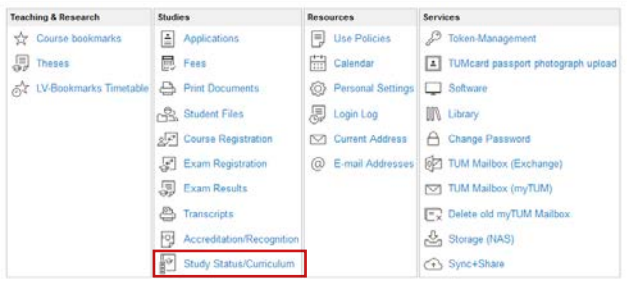 Teaching & Research
Course bookmarks
Theses
LV-Bookmarks Timetable
Studies
Applications
Fees
Print Documents
Student Files
Course Registration
Exam Registration
Exam Results
Transcripts
Accreditation/Recognition
Study Status/Curriculum
Resources
Use Policies
Calendar
Personal Settings
Login Log
Current Address
E-mail Addresses
Services
Token-Management
TUMcard passport photograph upload
Software
Library
Change Password
TUM Mailbox (Exchange)
TUM Mailbox (myTUM)
Delete old myTUM Mailbox
Storage (NAS)
Sync+Share